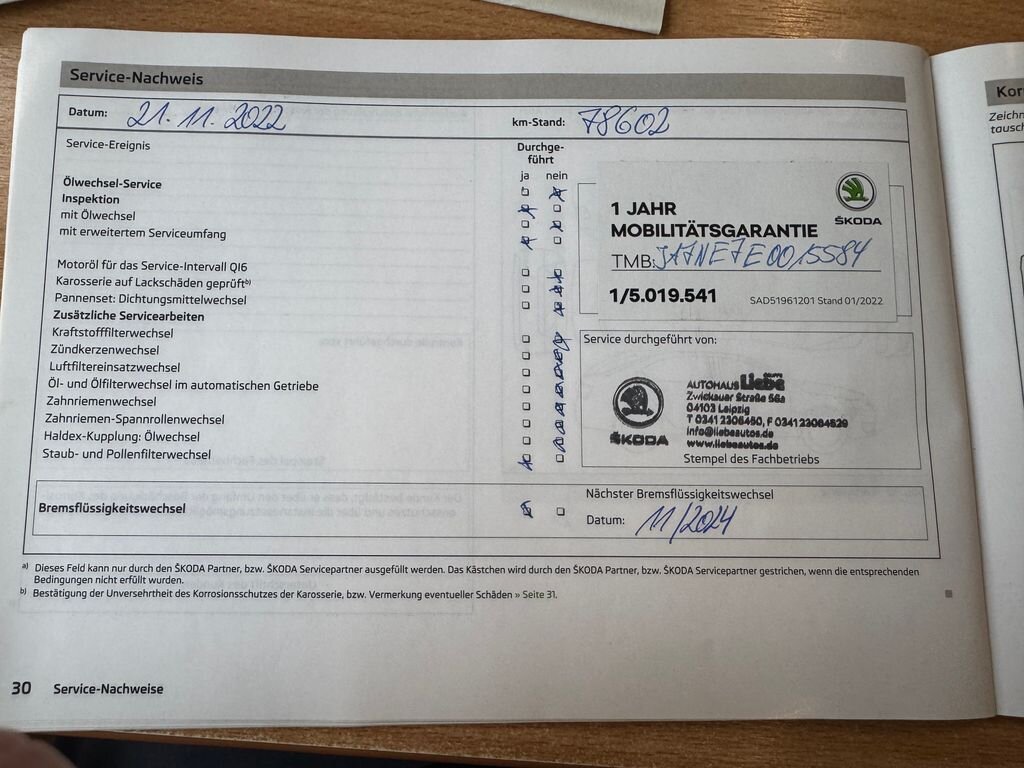 Service-Nachweis
Datum: 21.11.2022
km-Stand: 78602
Service-Ereignis
Durchge-
führt
ja nein
Ölwechsel-Service
Inspektion
mit Ölwechsel
mit erweitertem Serviceumfang
Motoröl für das Service-Intervall QI6
Karosserie auf Lackschäden geprüft b)
Pannenset: Dichtungsmittelwechsel
Zusätzliche Servicearbeiten
Kraftstofffilterwechsel
Zündkerzenwechsel
Luftfiltereinsatzwechsel
Öl- und Ölfilterwechsel im automatischen Getriebe
Zahnriemenwechsel
Zahnriemen-Spannrollenwechsel
Haldex-Kupplung: Ölwechsel
Staub- und Pollenfilterwechsel
ŠKODA
1 JAHR
MOBILITÄTSGARANTIE
TMB:
1/5.019.541
SAD51961201 Stand 01/2022
Service durchgeführt von:
ŠKODA
AUTOHAUS Liebe GRUPPE
Zwickauer Straße 56a
04103 Leipzig
info@liebeautos.de
www.liebeautos.de
Stempel des Fachbetriebs
Bremsflüssigkeitswechsel
Nächster Bremsflüssigkeitswechsel
Datum: 11/2024
a) Dieses Feld kann nur durch den ŠKODA Partner, bzw. ŠKODA Servicepartner ausgefüllt werden. Das Kästchen wird durch den ŠKODA Partner, bzw. ŠKODA Servicepartner gestrichen, wenn die entsprechenden
Bedingungen nicht erfüllt wurden.
b) Bestätigung der Unversehrtheit des Korrosionsschutzes der Karosserie, bzw. Vermerkung eventueller Schäden » Seite 31.
30 Service-Nachweise
Zeichn
tausch